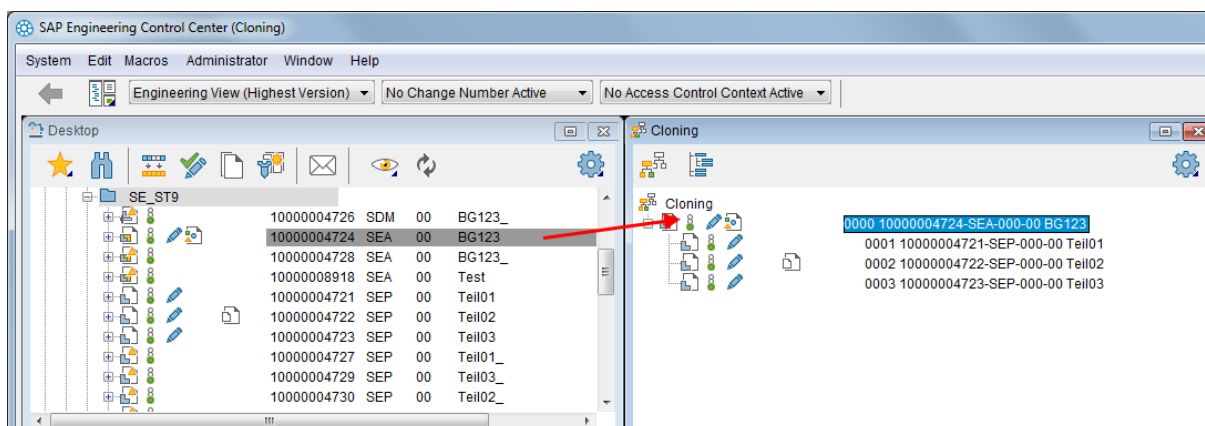 SAP Engineering Control Center (Cloning)
System Edit Macros Administrator Window Help
Engineering View (Highest Version) No Change Number Active No Access Control Context Active
Desktop
SE_ST9
10000004726 SDM 00 BG123_
10000004724 SEA 00 BG123
10000004728 SEA 00 BG123_
10000008918 SEA 00 Test
10000004721 SEP 00 Teil01
10000004722 SEP 00 Teil02
10000004723 SEP 00 Teil03
10000004727 SEP 00 Teil01_
10000004729 SEP 00 Teil03_
10000004730 SEP 00 Teil02_
Cloning
Cloning
0000 10000004724-SEA-000-00 BG123
0001 10000004721-SEP-000-00 Teil01
0002 10000004722-SEP-000-00 Teil02
0003 10000004723-SEP-000-00 Teil03